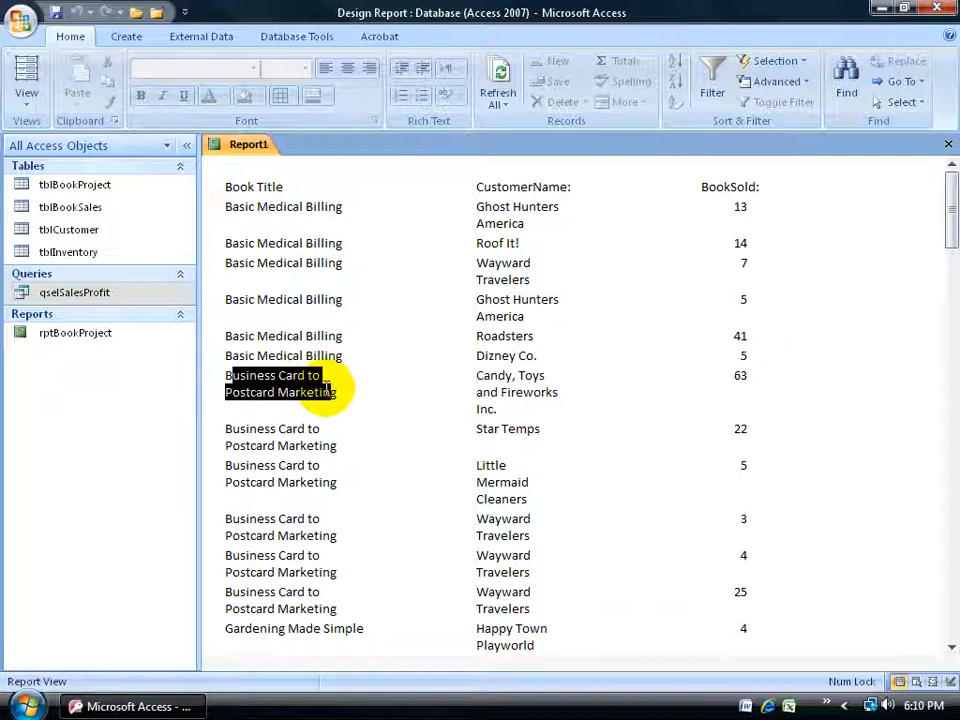 Design Report : Database (Access 2007) - Microsoft Access
Home Create External Data Database Tools Acrobat
View
Paste
Refresh All
New
Save
Delete
Totals
Spelling
More
Filter
Selection
Advanced
Toggle Filter
Find
Replace
Go To
Select
Views Clipboard Font Rich Text Records Sort & Filter Find
All Access Objects
Tables
tblBookProject
tblBookSales
tblCustomer
tblInventory
Queries
qselSalesProfit
Reports
rptBookProject
Report1
Book Title CustomerName: BookSold:
Basic Medical Billing Ghost Hunters 13
America
Basic Medical Billing Roof It! 14
Basic Medical Billing Wayward 7
Travelers
Basic Medical Billing Ghost Hunters 5
America
Basic Medical Billing Roadsters 41
Basic Medical Billing Dizney Co. 5
Business Card to Candy, Toys 63
Postcard Marketing and Fireworks
Inc.
Business Card to Star Temps 22
Postcard Marketing
Business Card to Little 5
Postcard Marketing Mermaid
Cleaners
Business Card to Wayward 3
Postcard Marketing Travelers
Business Card to Wayward 4
Postcard Marketing Travelers
Business Card to Wayward 25
Postcard Marketing Travelers
Gardening Made Simple Happy Town 4
Playworld
Report View Num Lock
Microsoft Access - ... 6:10 PM